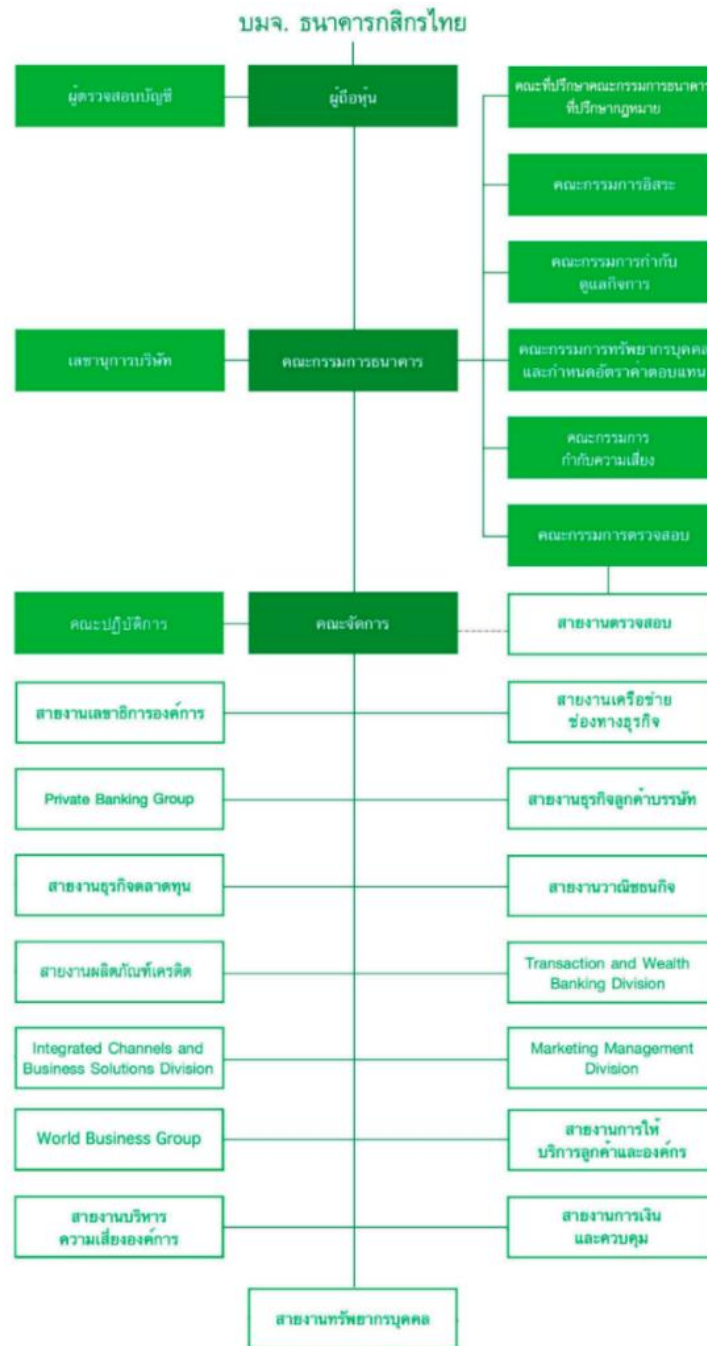 บมจ. ธนาคารกสิกรไทย
ผู้ตรวจสอบบัญชี
ผู้ถือหุ้น
คณะที่ปรึกษาคณะกรรมการธนาคาร
ที่ปรึกษากฎหมาย
คณะกรรมการอิสระ
คณะกรรมการกำกับ
ดูแลกิจการ
เลขานุการบริษัท
คณะกรรมการธนาคาร
คณะกรรมการทรัพยากรบุคคล
และกำหนดอัตราค่าตอบแทน
คณะกรรมการ
กำกับความเสี่ยง
คณะกรรมการตรวจสอบ
คณะปฏิบัติการ
คณะจัดการ
สายงานตรวจสอบ
สายงานเลขาธิการองค์การ
สายงานเครือข่าย
ช่องทางธุรกิจ
Private Banking Group
สายงานธุรกิจลูกค้าบรรษัท
สายงานธุรกิจตลาดทุน
สายงานวาณิชธนกิจ
สายงานผลิตภัณฑ์เครดิต
Transaction and Wealth
Banking Division
Integrated Channels and
Business Solutions Division
Marketing Management
Division
World Business Group
สายงานการให้
บริการลูกค้าและองค์กร
สายงานบริหาร
ความเสี่ยงองค์การ
สายงานการเงิน
และควบคุม
สายงานทรัพยากรบุคคล